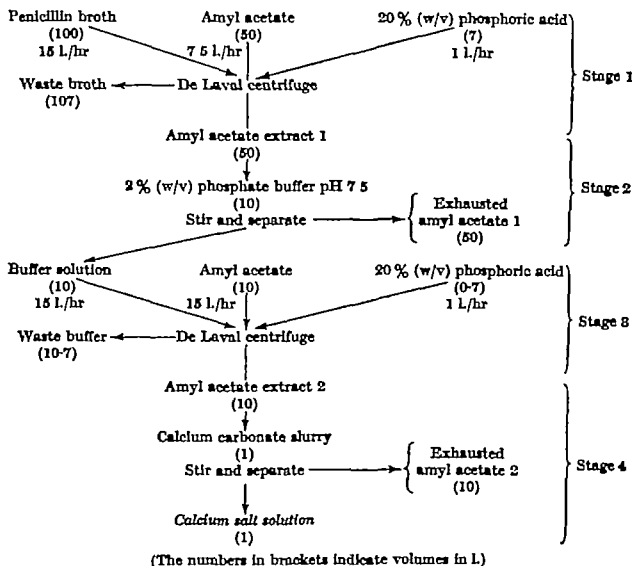 Penicillin broth Amyl acetate 20% (w/v) phosphoric acid
(100) (50) (7)
15 l./hr 7 5 l./hr 1 l./hr
Stage 1
Waste broth De Laval centrifuge
(107)
Amyl acetate extract 1
(50)
2% (w/v) phosphate buffer pH 7 5
(10)
Stage 2
Stir and separate
Exhausted
amyl acetate 1
(50)
Buffer solution Amyl acetate 20% (w/v) phosphoric acid
(10) (10) (0·7)
15 l./hr 15 l./hr 1 l./hr
Stage 3
Waste buffer De Laval centrifuge
(10·7)
Amyl acetate extract 2
(10)
Calcium carbonate slurry
(1)
Stir and separate
Exhausted
amyl acetate 2
(10)
Stage 4
Calcium salt solution
(1)
(The numbers in brackets indicate volumes in l.)